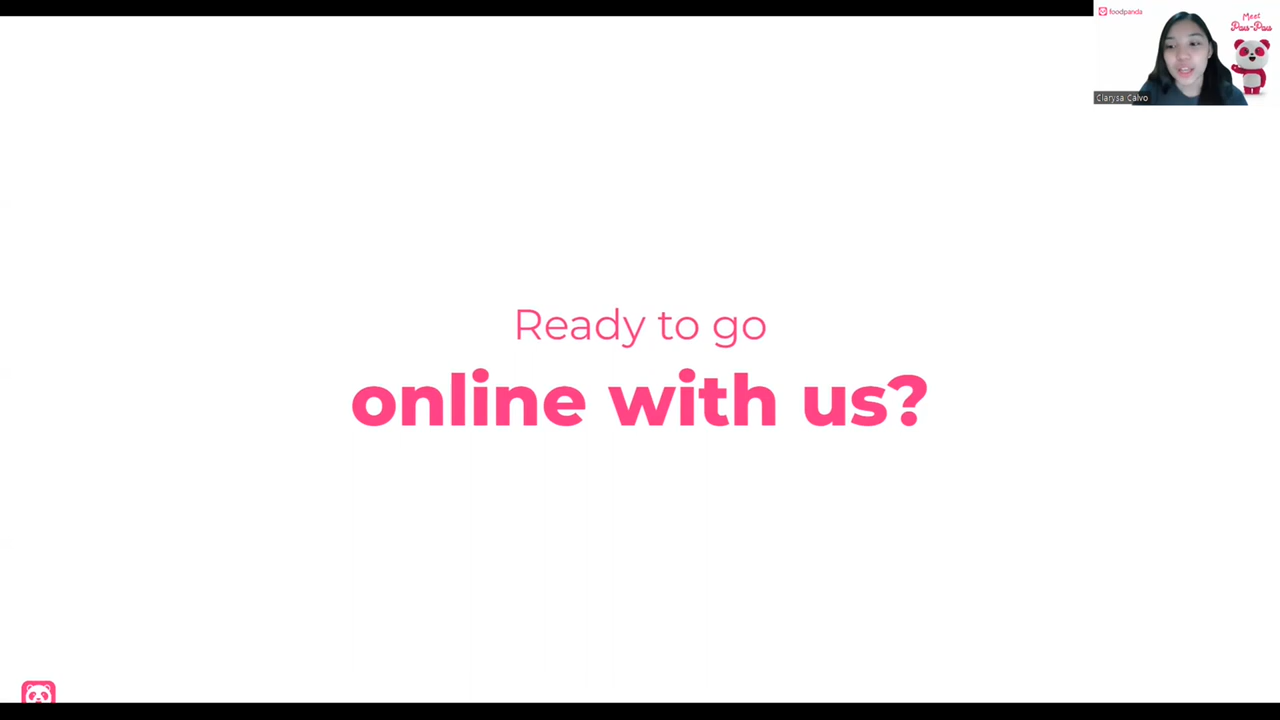 foodpanda
Meet
Pau-Pau
Clarysa Calvo
Ready to go
online with us?